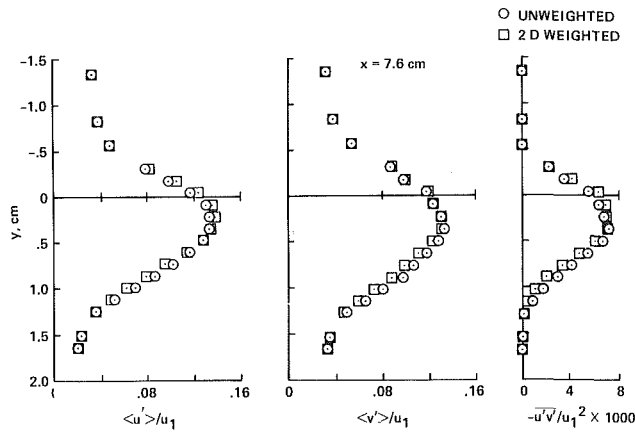 ○ UNWEIGHTED
□ 2 D WEIGHTED
x = 7.6 cm
-1.5
-1.0
-.5
0
.5
1.0
1.5
2.0
y, cm
0 .08 .16
0 .08 .16
0 4 8
<u'>/u₁
<v'>/u₁
-u'v'/u₁² × 1000